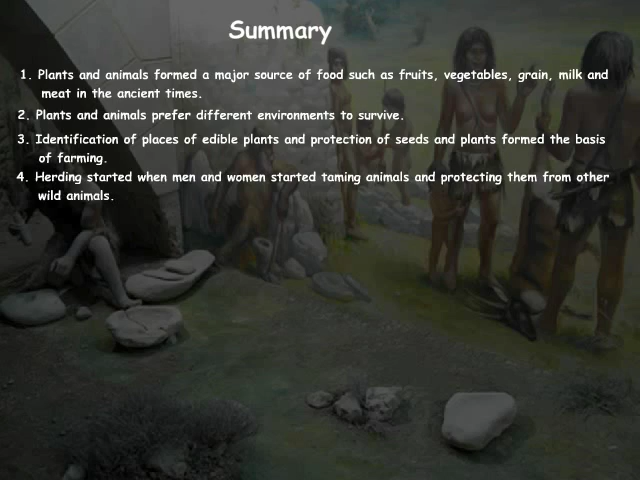 Summary
1. Plants and animals formed a major source of food such as fruits, vegetables, grain, milk and
meat in the ancient times.
2. Plants and animals prefer different environments to survive.
3. Identification of places of edible plants and protection of seeds and plants formed the basis
of farming.
4. Herding started when men and women started taming animals and protecting them from other
wild animals.